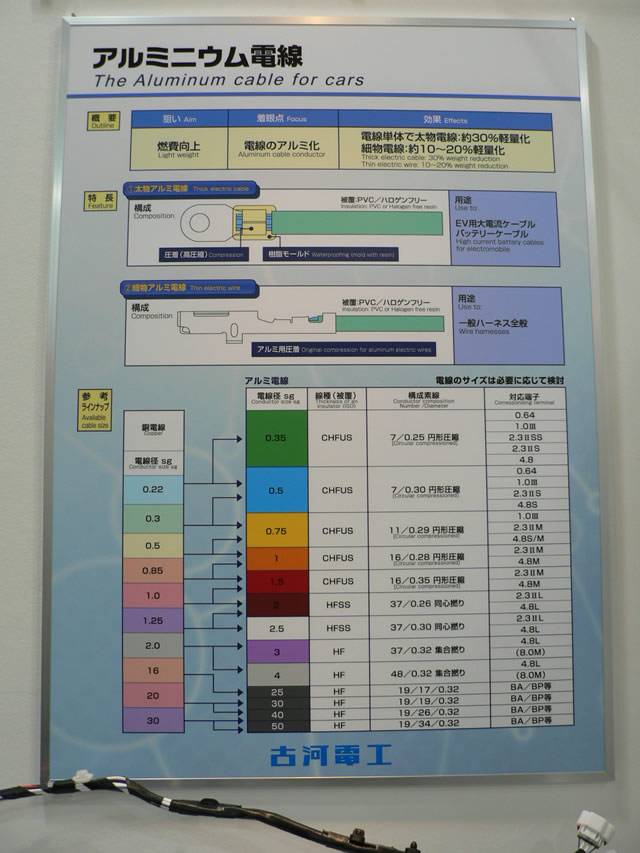 アルミニウム電線
The Aluminum cable for cars
概要
Outline
狙い Aim
着眼点 Focus
効果 Effects
燃費向上
Light weight
電線のアルミ化
Aluminum cable conductor
電線単体で太物電線:約30%軽量化
細物電線:約10～20%軽量化
Thick electric cable: 30% weight reduction
Thin electric wire: 10～20% weight reduction
特長
Feature
①太物アルミ電線 Thick electric cable
構成
Composition
被覆:PVC／ハロゲンフリー
Insulation: PVC or Halogen free resin
圧着（高圧縮） Compression
樹脂モールド Waterproofing (mold with resin)
用途
Use to:
EV用大電流ケーブル
バッテリーケーブル
High current battery cables
for electromobile
②細物アルミ電線 Thin electric wire
構成
Composition
被覆:PVC／ハロゲンフリー
Insulation: PVC or Halogen free resin
アルミ用圧着 Original compression for aluminum electric wires
用途
Use to:
一般ハーネス全般
Wire harnesses
参考
ラインナップ
Available
cable size
アルミ電線
電線のサイズは必要に応じて検討
銅電線
Copper
電線径 sg
Conductor size sg
0.22
0.3
0.5
0.85
1.0
1.25
2.0
16
20
30
電線径 sg
Conductor size sg
線種（被覆）
Thickness of an
insulator (ISO)
構成素線
Conductor composition
Number／Diameter
対応端子
Corresponding terminal
0.35
CHFUS
7／0.25 円形圧縮
(Circular compressioned)
0.64
1.0Ⅲ
2.3ⅡSS
2.3ⅡS
4.8
0.5
CHFUS
7／0.30 円形圧縮
(Circular compressioned)
0.64
1.0Ⅲ
2.3ⅡS
4.8S
0.75
CHFUS
11／0.29 円形圧縮
(Circular compressioned)
1.0Ⅲ
2.3ⅡM
4.8S/M
1
CHFUS
16／0.28 円形圧縮
(Circular compressioned)
2.3ⅡM
4.8M
1.5
CHFUS
16／0.35 円形圧縮
(Circular compressioned)
2.3ⅡM
4.8M
2
HFSS
37／0.26 同心撚り
2.3ⅡL
4.8L
2.5
HFSS
37／0.30 同心撚り
2.3ⅡL
4.8L
3
HF
37／0.32 集合撚り
4.8L
(8.0M)
4
HF
48／0.32 集合撚り
4.8L
(8.0M)
25
HF
19／17／0.32
BA／BP等
30
HF
19／19／0.32
BA／BP等
40
HF
19／26／0.32
BA／BP等
50
HF
19／34／0.32
BA／BP等
古河電工